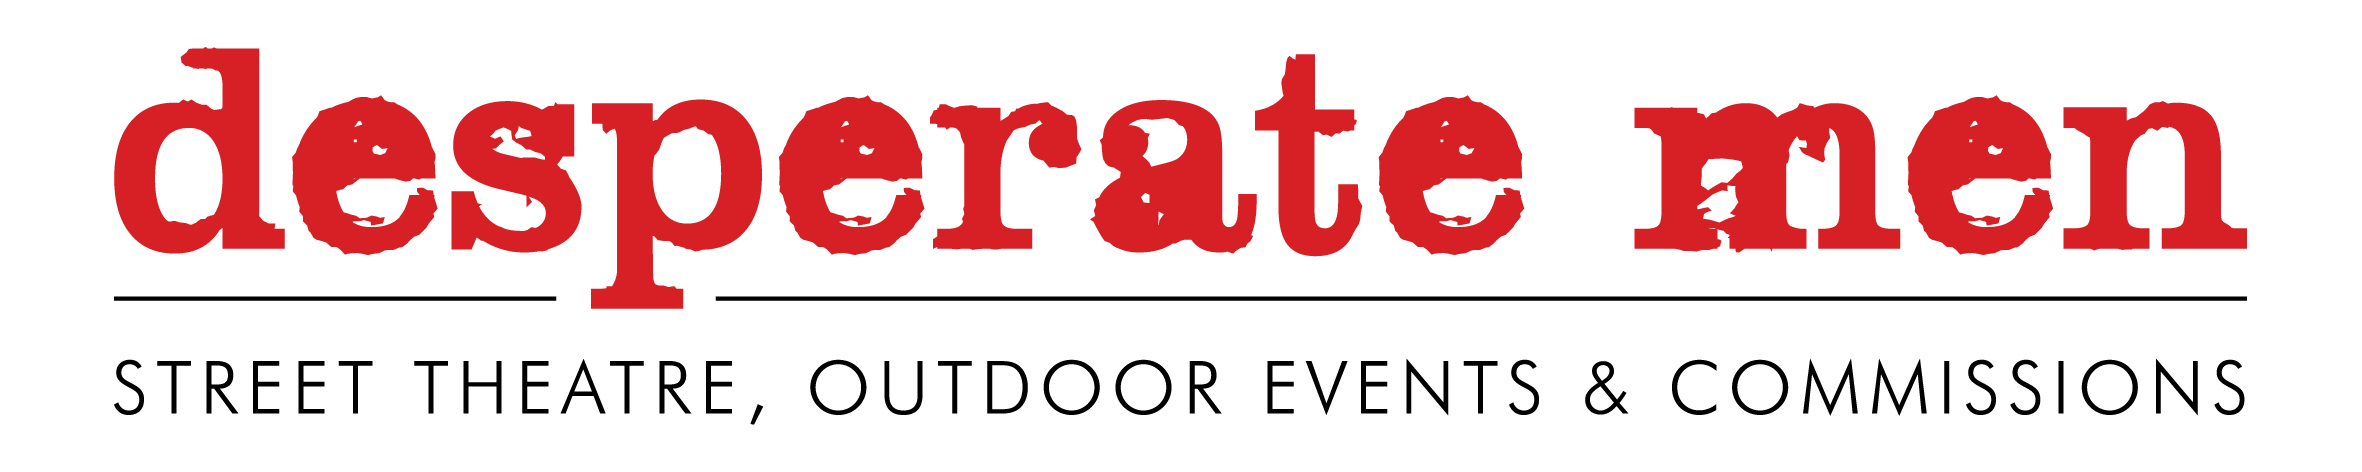 desperate men
STREET THEATRE, OUTDOOR EVENTS & COMMISSIONS